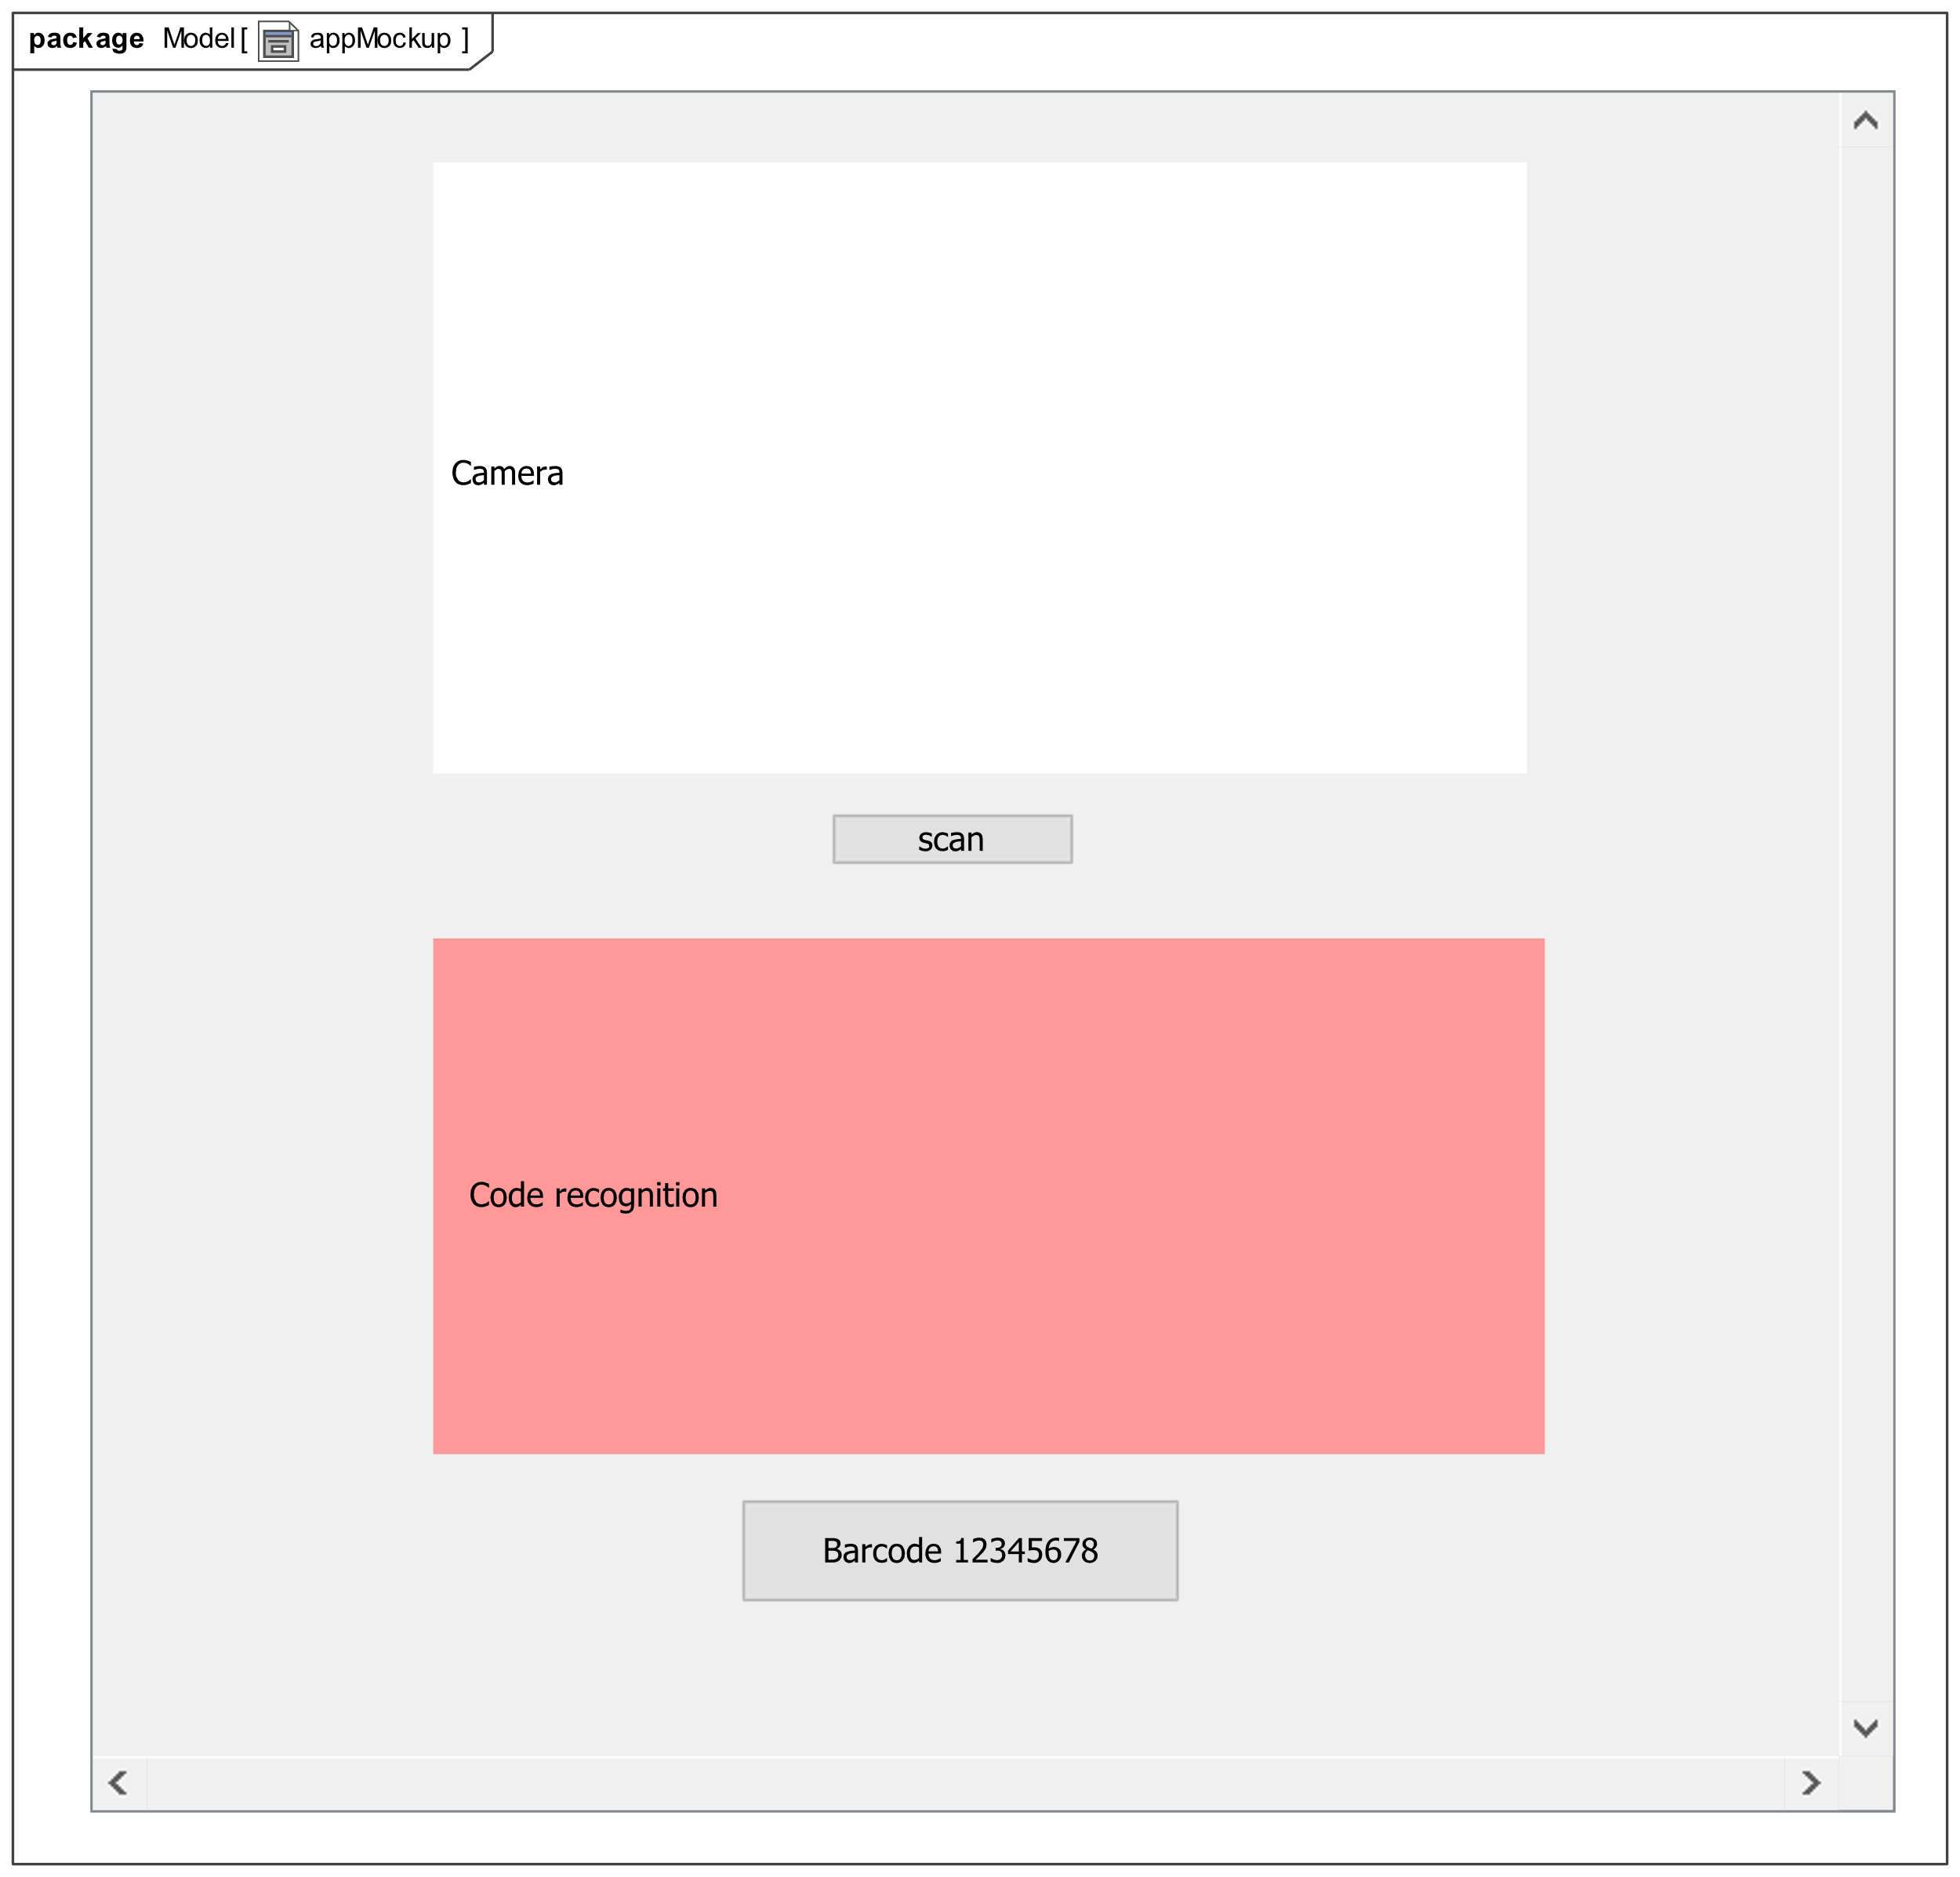 package Model[ appMockup ]
Camera
scan
Code recognition
Barcode 12345678